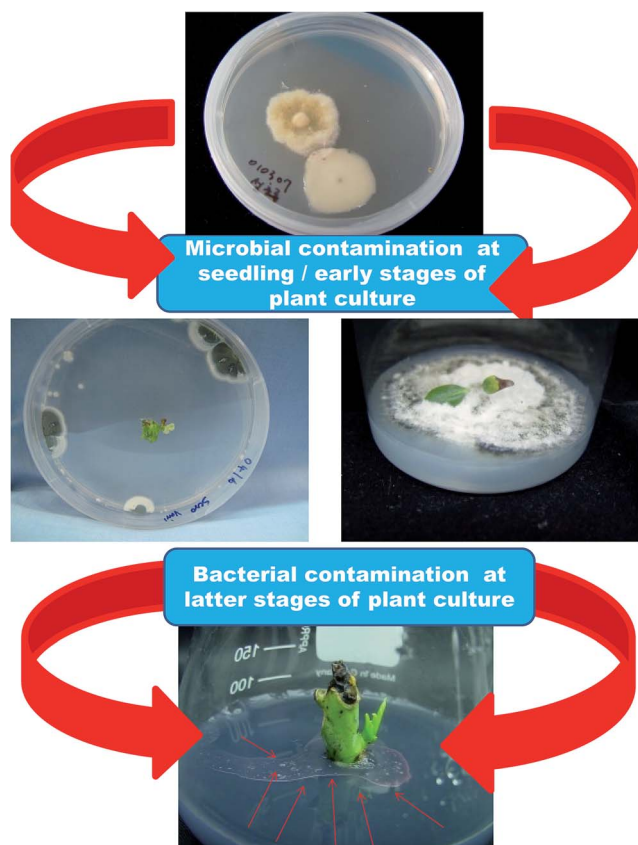 Microbial contamination at
seedling / early stages of
plant culture
Bacterial contamination at
latter stages of plant culture
150
100